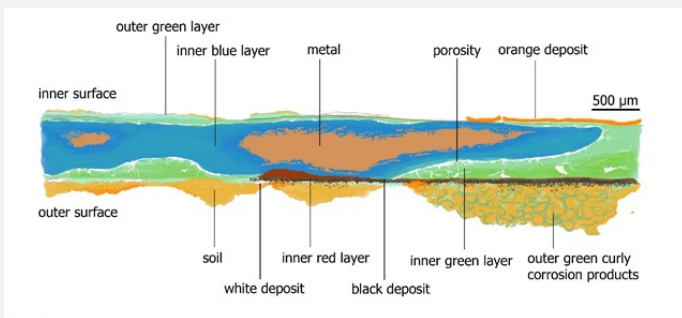 outer green layer
inner blue layer
metal
porosity
orange deposit
inner surface
500 µm
outer surface
soil
inner red layer
inner green layer
outer green curly
corrosion products
white deposit
black deposit